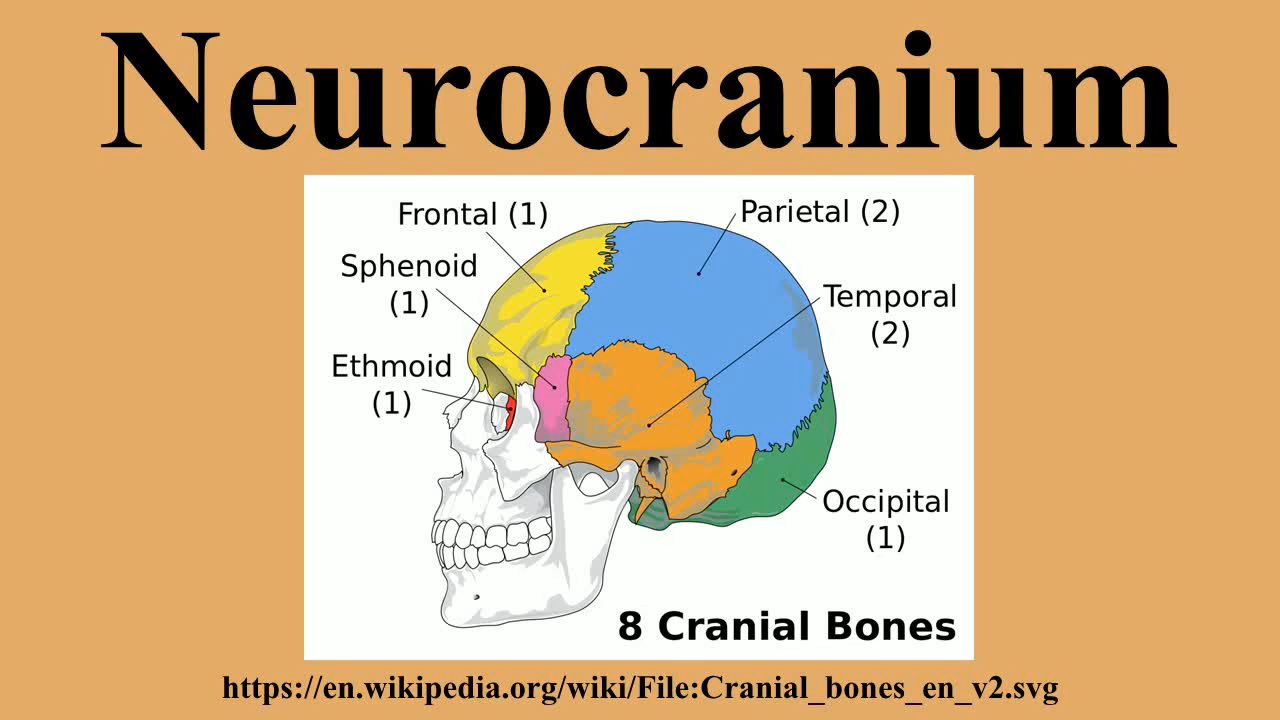 Neurocranium
Frontal (1)
Parietal (2)
Sphenoid
(1)
Temporal
(2)
Ethmoid
(1)
Occipital
(1)
8 Cranial Bones
https://en.wikipedia.org/wiki/File:Cranial_bones_en_v2.svg